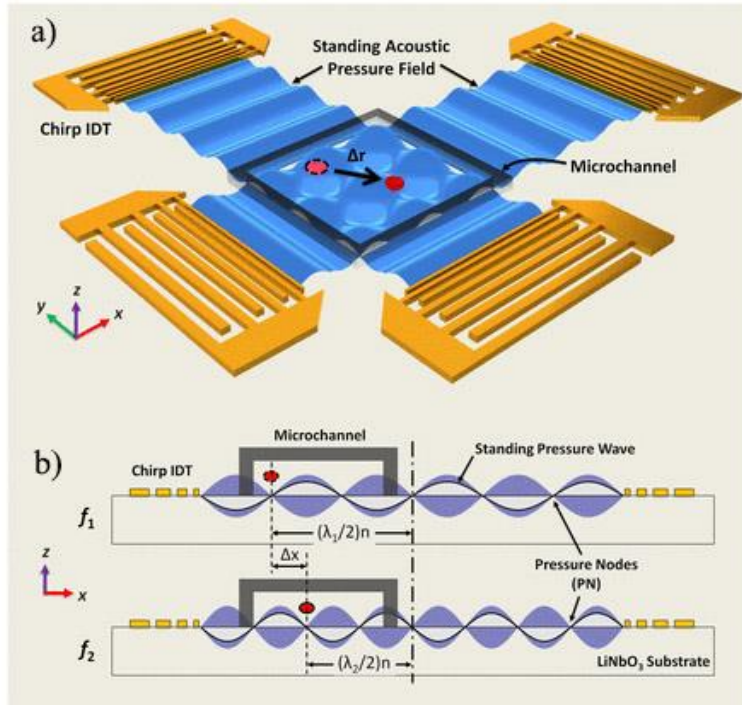 a)
Standing Acoustic
Pressure Field
Chirp IDT
Δr
Microchannel
z
y
x
b)
Microchannel
Standing Pressure Wave
Chirp IDT
f₁
(λ₁/2)n
Δx
Pressure Nodes
(PN)
z
x
f₂
(λ₂/2)n
LiNbO₃ Substrate